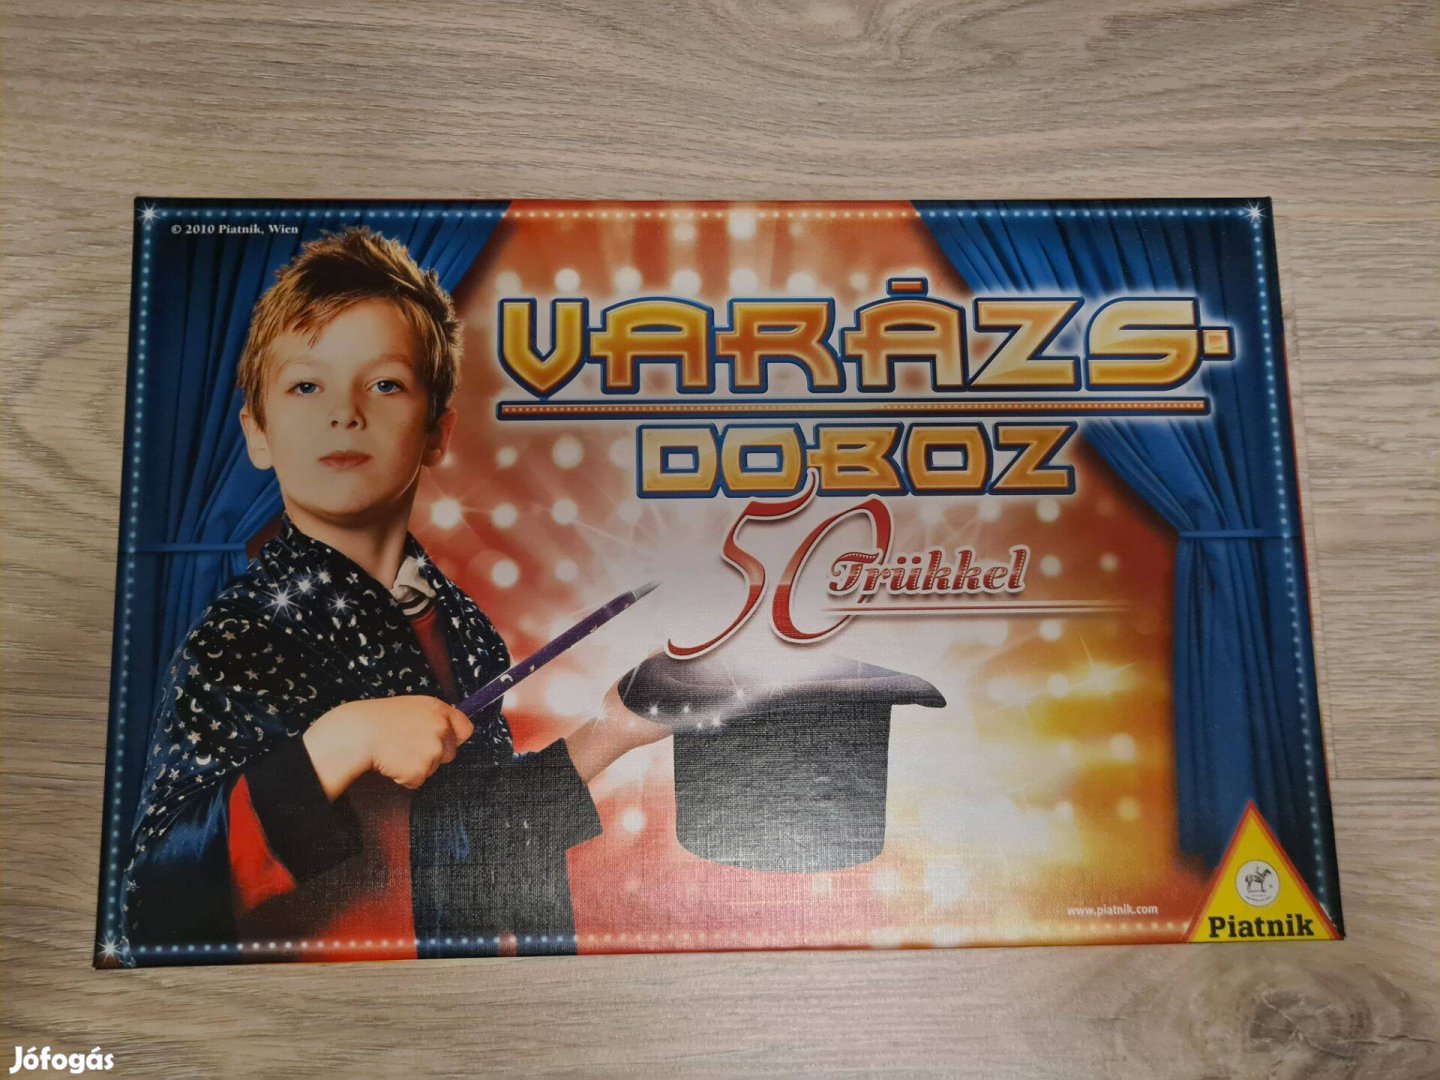 © 2010 Piatnik, Wien
VARÁZS-
DOBOZ
50 Trükkel
www.piatnik.com
Piatnik
Jófogás